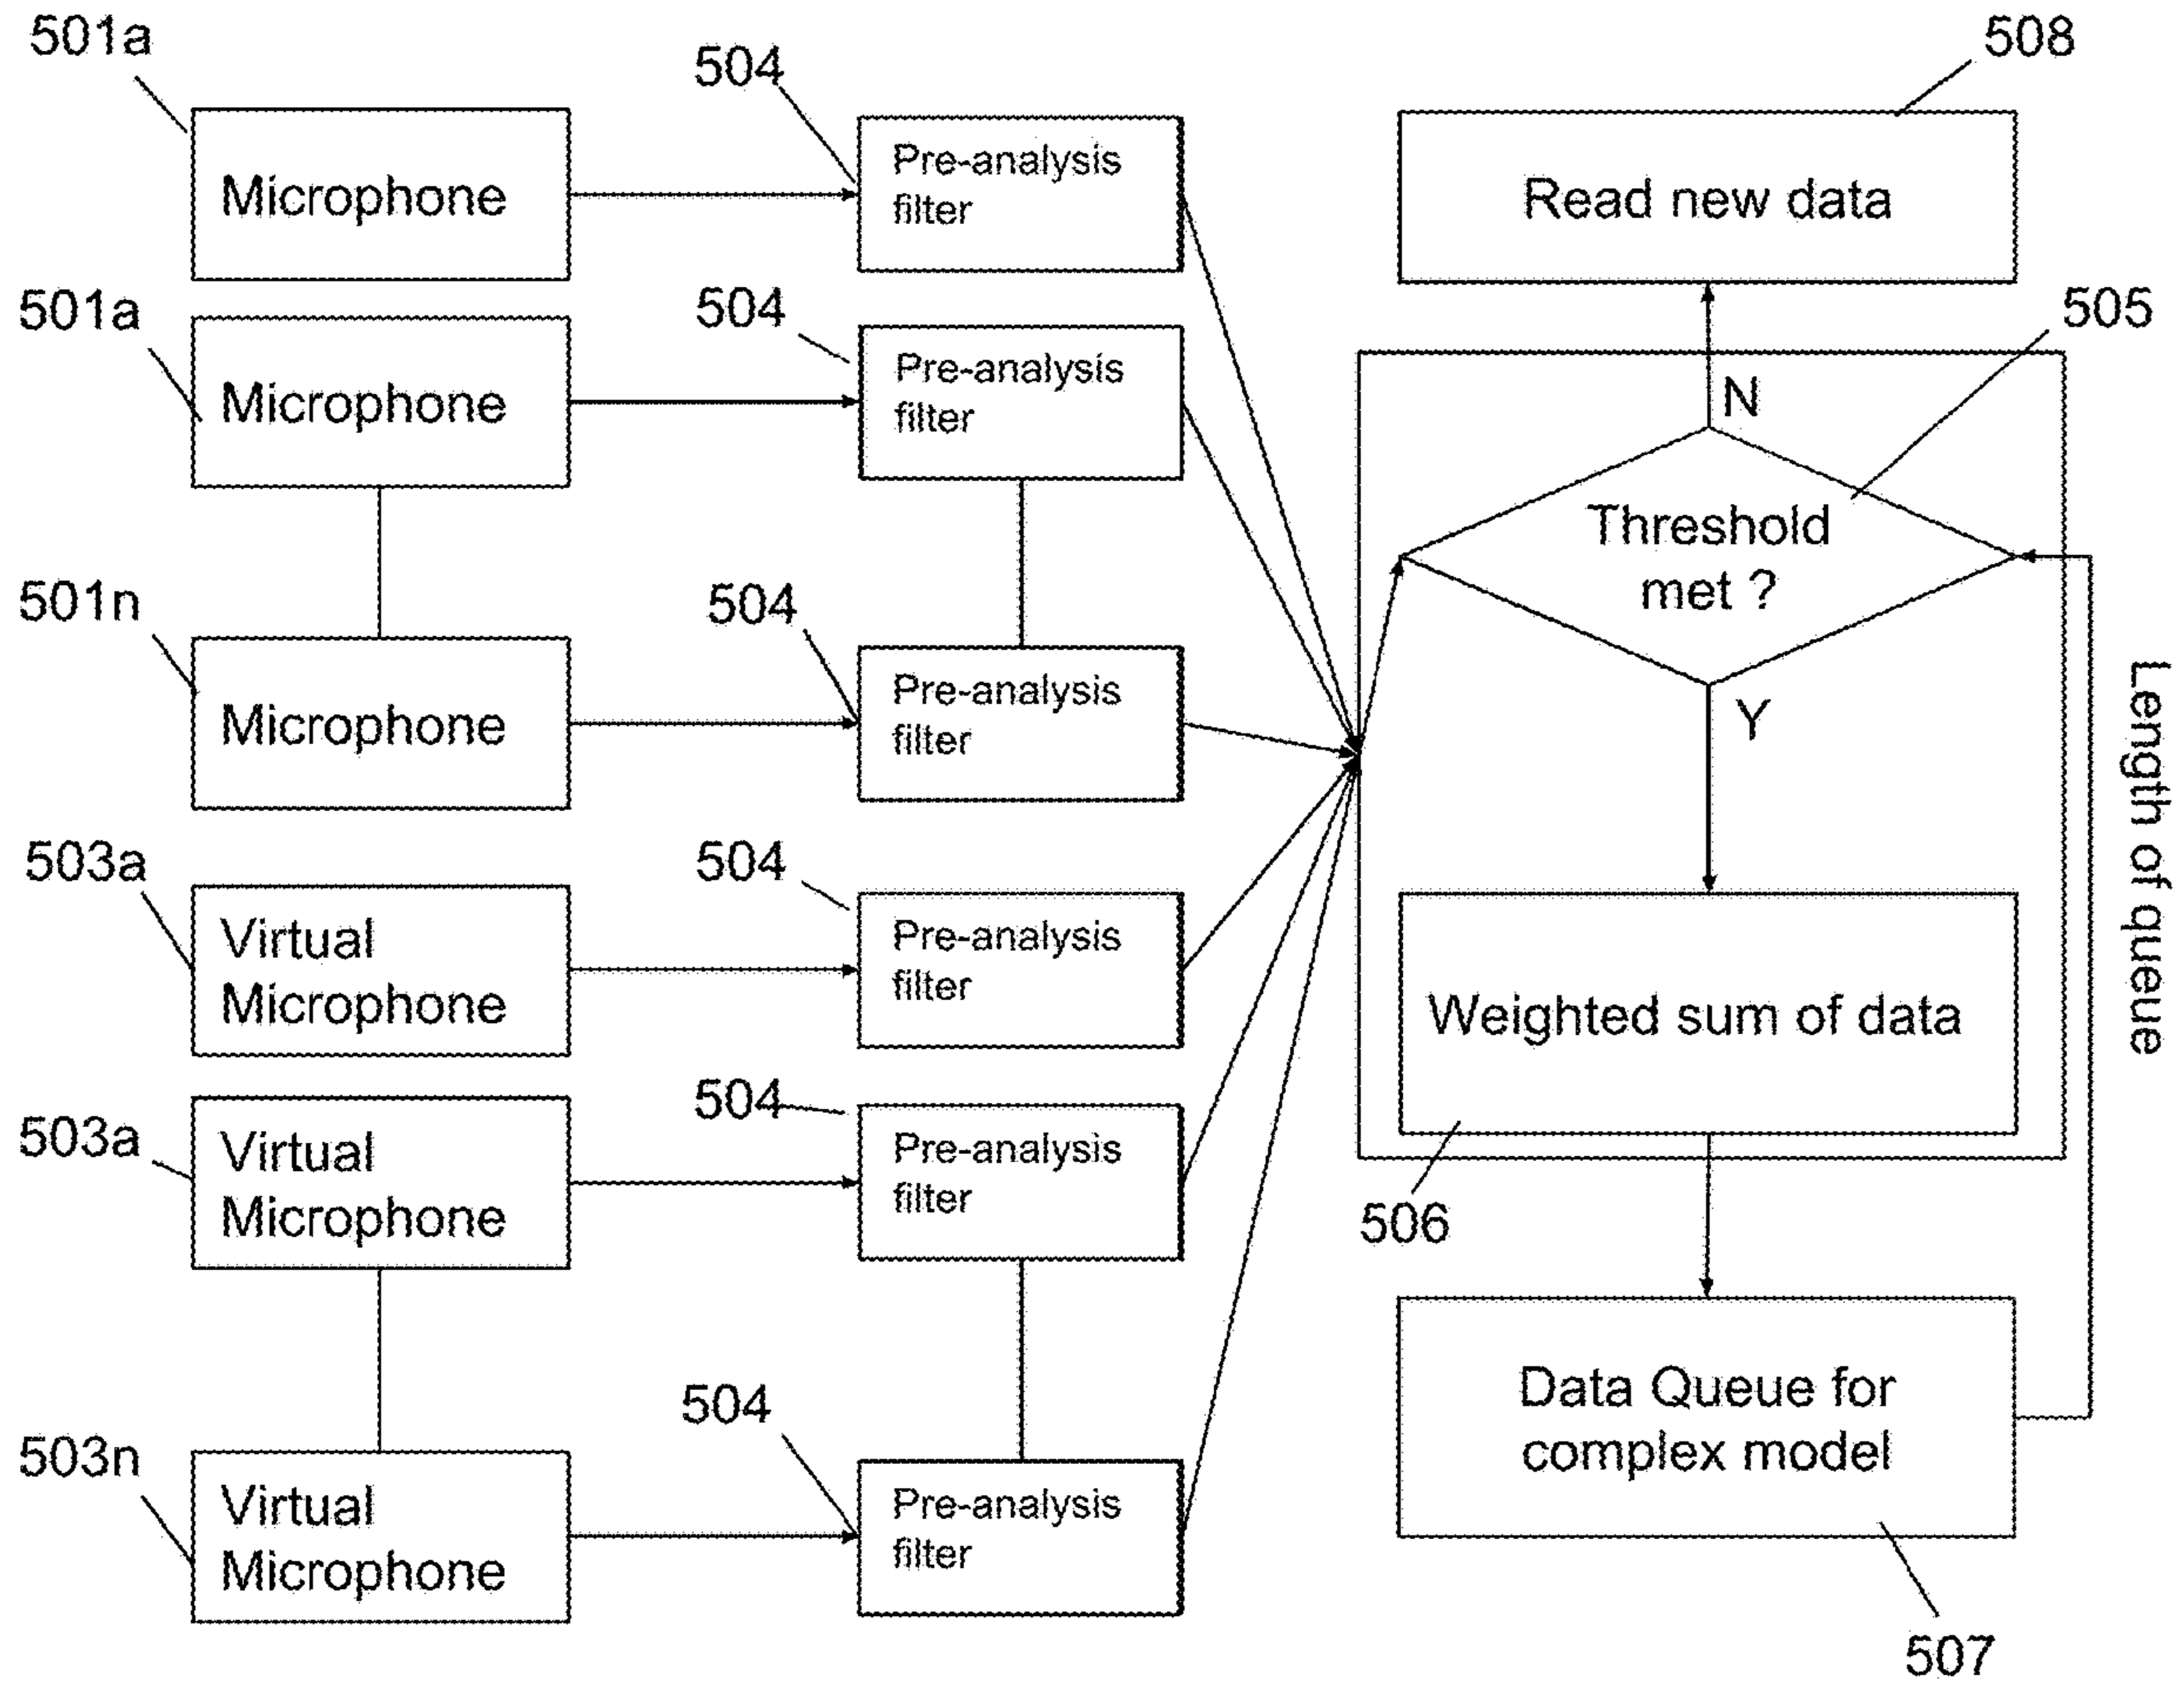 501a
504
508
Microphone
Pre-analysis
filter
Read new data
501a
504
505
Microphone
Pre-analysis
filter
N
Threshold
met ?
501n
504
Microphone
Pre-analysis
filter
Y
Length of queue
503a
504
Virtual
Microphone
Pre-analysis
filter
Weighted sum of data
503a
504
Virtual
Microphone
Pre-analysis
filter
506
503n
504
Virtual
Microphone
Pre-analysis
filter
Data Queue for
complex model
507